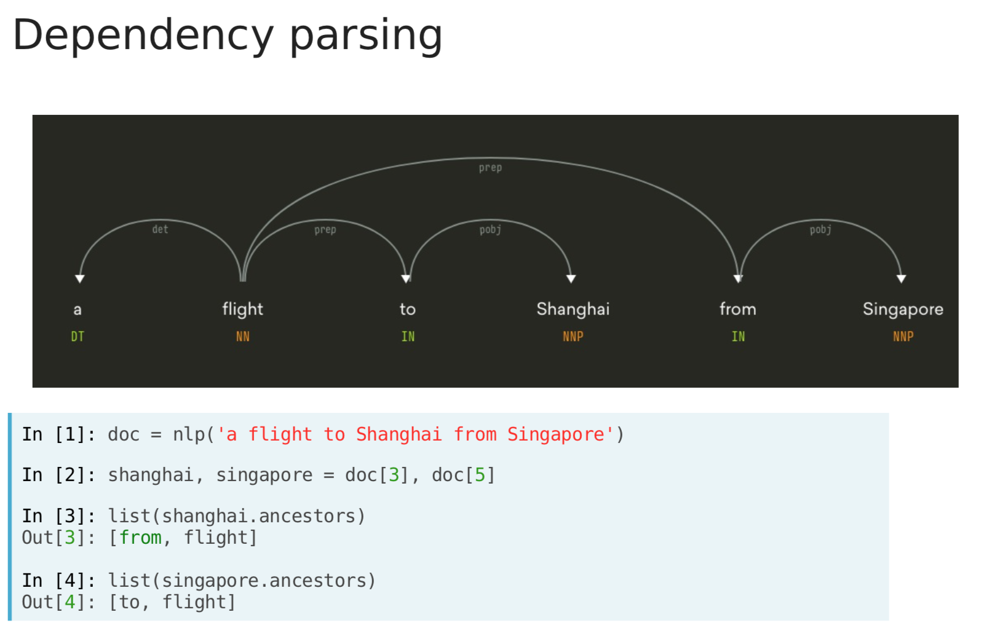 Dependency parsing
prep
det prep pobj pobj
a flight to Shanghai from Singapore
DT NN IN NNP IN NNP
In [1]: doc = nlp('a flight to Shanghai from Singapore')
In [2]: shanghai, singapore = doc[3], doc[5]
In [3]: list(shanghai.ancestors)
Out[3]: [from, flight]
In [4]: list(singapore.ancestors)
Out[4]: [to, flight]